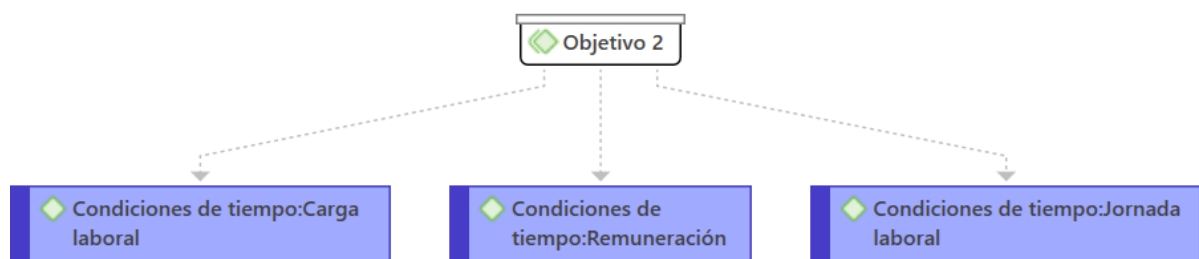 Objetivo 2
Condiciones de tiempo:Carga
laboral
Condiciones de
tiempo:Remuneración
Condiciones de tiempo:Jornada
laboral